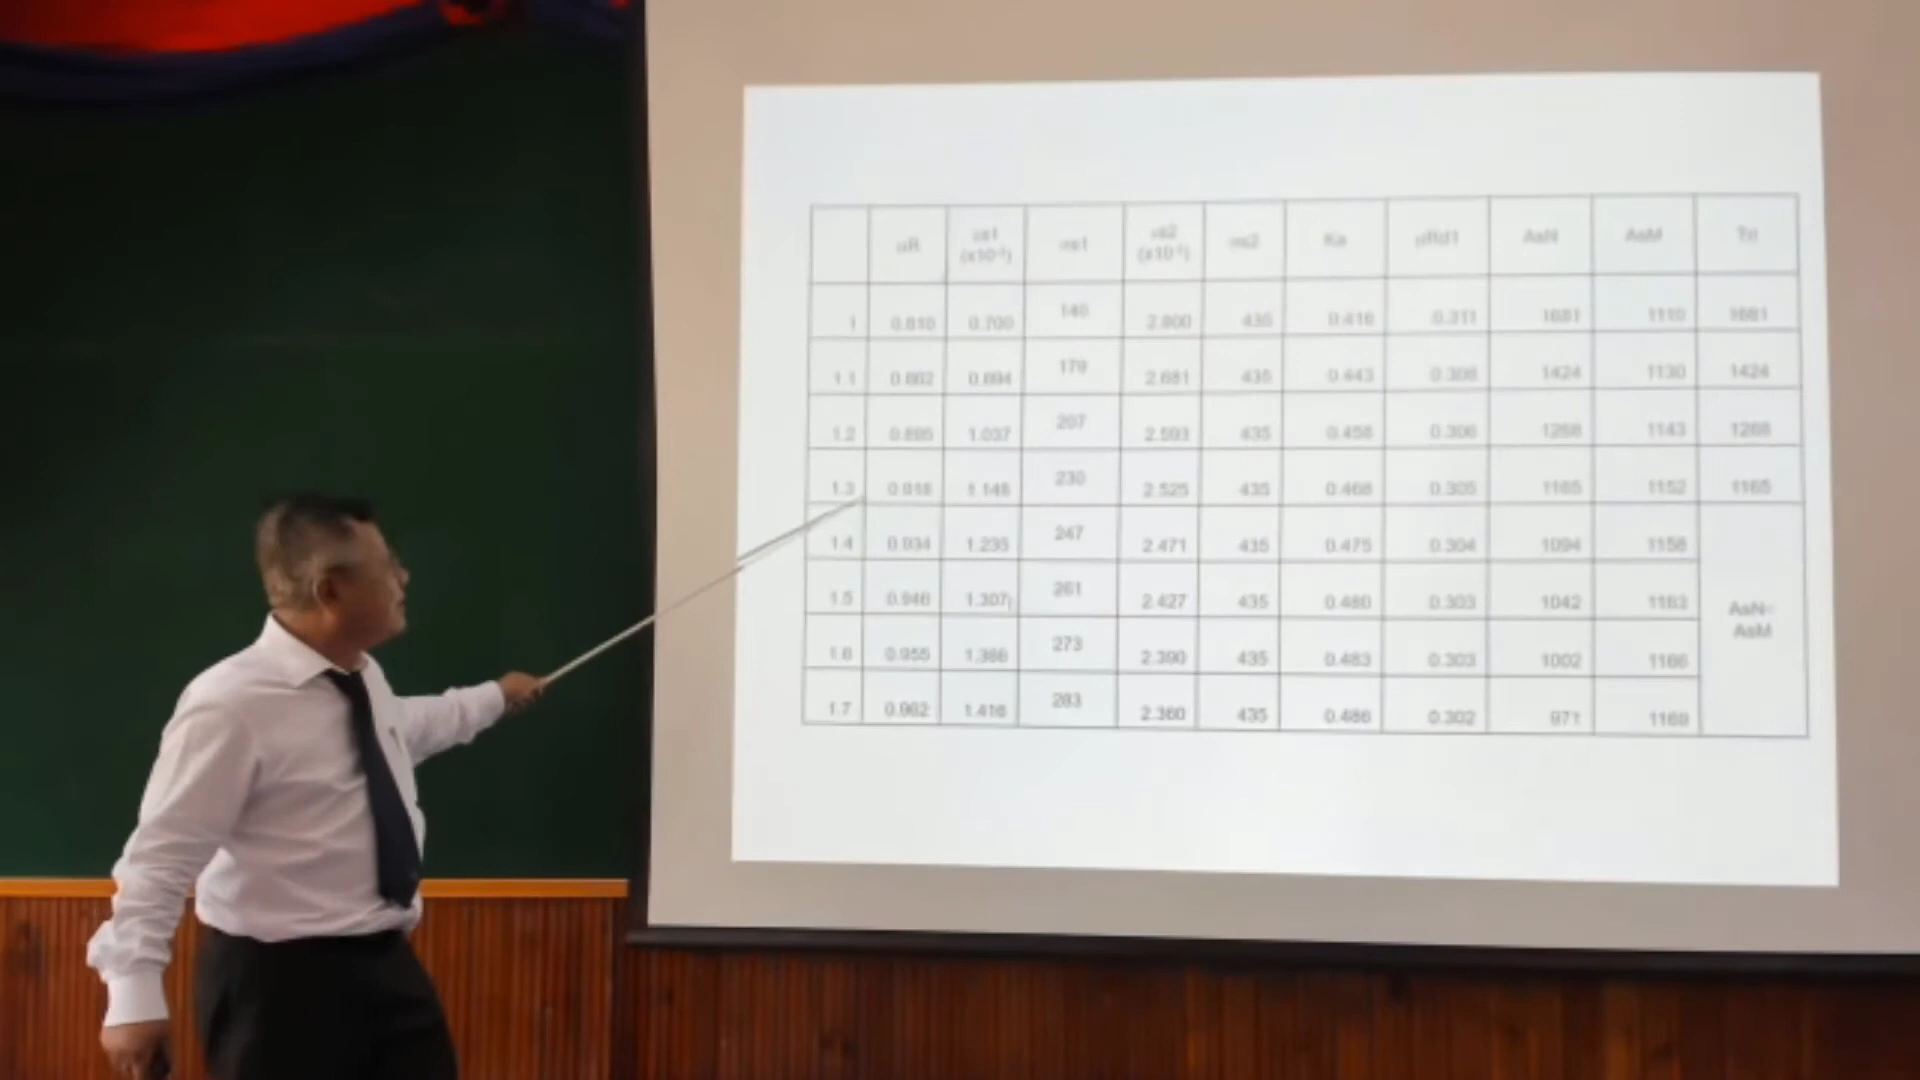 εs1 εs2
(x10⁻³) (x10⁻³) AsN AsM
1 0.810 0.700 140 2.800 435 0.416 0.311 1681 1110 1681
1.1 0.862 0.894 179 2.681 435 0.443 0.308 1424 1130 1424
1.2 0.895 1.037 207 2.593 435 0.458 0.306 1268 1143 1268
1.3 0.918 1.148 230 2.525 435 0.468 0.305 1165 1152 1165
1.4 0.934 1.235 247 2.471 435 0.475 0.304 1094 1158
1.5 0.946 1.307 261 2.427 435 0.480 0.303 1042 1163
AsN<
AsM
1.6 0.955 1.366 273 2.390 435 0.483 0.303 1002 1166
1.7 0.962 1.416 283 2.360 435 0.486 0.302 971 1169